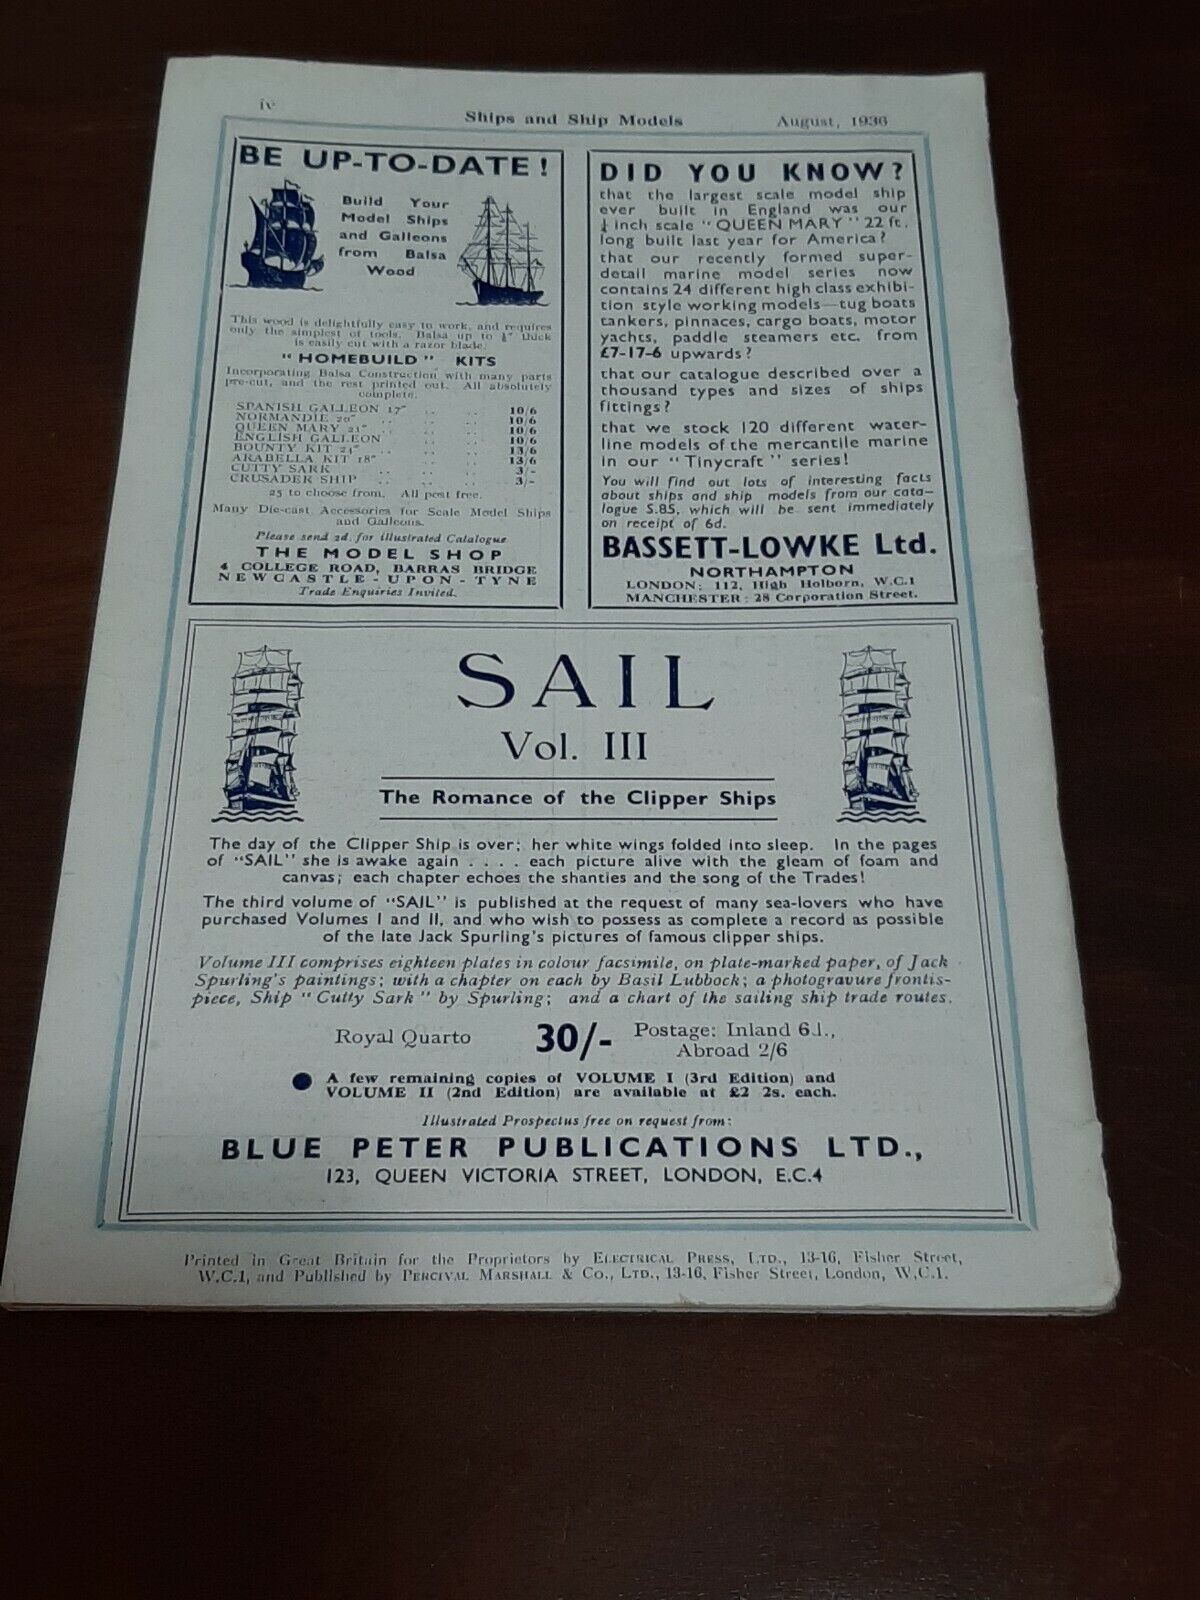 iv
Ships and Ship Models
August, 1936
BE UP-TO-DATE!
Build Your
Model Ships
and Galleons
from Balsa
Wood
This wood is delightfully easy to work, and requires
only the simplest of tools. Balsa up to ⅛" thick
is easily cut with a razor blade.
"HOMEBUILD" KITS
Incorporating Balsa Construction with many parts
pre-cut, and the rest printed out. All absolutely
complete.
SPANISH GALLEON 17" .. .. 10/6
NORMANDIE 20" .. .. 10/6
QUEEN MARY 21" .. .. 10/6
ENGLISH GALLEON .. .. 10/6
BOUNTY KIT 24" .. .. 13/6
ARABELLA KIT 18" .. .. 13/6
CUTTY SARK .. .. 3/-
CRUSADER SHIP .. .. 3/-
25 to choose from. All post free.
Many Die-cast Accessories for Scale Model Ships
and Galleons.
Please send 2d. for illustrated Catalogue
THE MODEL SHOP
4 COLLEGE ROAD, BARRAS BRIDGE
NEWCASTLE-UPON-TYNE
Trade Enquiries Invited.
DID YOU KNOW?
that the largest scale model ship
ever built in England was our
¼ inch scale "QUEEN MARY" 22 ft.
long built last year for America?
that our recently formed super-
detail marine model series now
contains 24 different high class exhibi-
tion style working models—tug boats
tankers, pinnaces, cargo boats, motor
yachts, paddle steamers etc. from
£7-17-6 upwards?
that our catalogue described over a
thousand types and sizes of ships
fittings?
that we stock 120 different water-
line models of the mercantile marine
in our "Tinycraft" series!
You will find out lots of interesting facts
about ships and ship models from our cata-
logue S.85, which will be sent immediately
on receipt of 6d.
BASSETT-LOWKE Ltd.
NORTHAMPTON
LONDON: 112, High Holborn, W.C.1
MANCHESTER: 28 Corporation Street.
SAIL
Vol. III
The Romance of the Clipper Ships
The day of the Clipper Ship is over; her white wings folded into sleep. In the pages
of "SAIL" she is awake again . . . . each picture alive with the gleam of foam and
canvas; each chapter echoes the shanties and the song of the Trades!
The third volume of "SAIL" is published at the request of many sea-lovers who have
purchased Volumes I and II, and who wish to possess as complete a record as possible
of the late Jack Spurling's pictures of famous clipper ships.
Volume III comprises eighteen plates in colour facsimile, on plate-marked paper, of Jack
Spurling's paintings; with a chapter on each by Basil Lubbock; a photogravure frontis-
piece, Ship "Cutty Sark" by Spurling; and a chart of the sailing ship trade routes.
Royal Quarto 30/- Postage: Inland 6d.,
Abroad 2/6
● A few remaining copies of VOLUME I (3rd Edition) and
VOLUME II (2nd Edition) are available at £2 2s. each.
Illustrated Prospectus free on request from:
BLUE PETER PUBLICATIONS LTD.,
123, QUEEN VICTORIA STREET, LONDON, E.C.4
Printed in Great Britain for the Proprietors by ELECTRICAL PRESS, LTD., 13-16, Fisher Street,
W.C.1, and Published by PERCIVAL MARSHALL & Co., LTD., 13-16, Fisher Street, London, W.C.1.